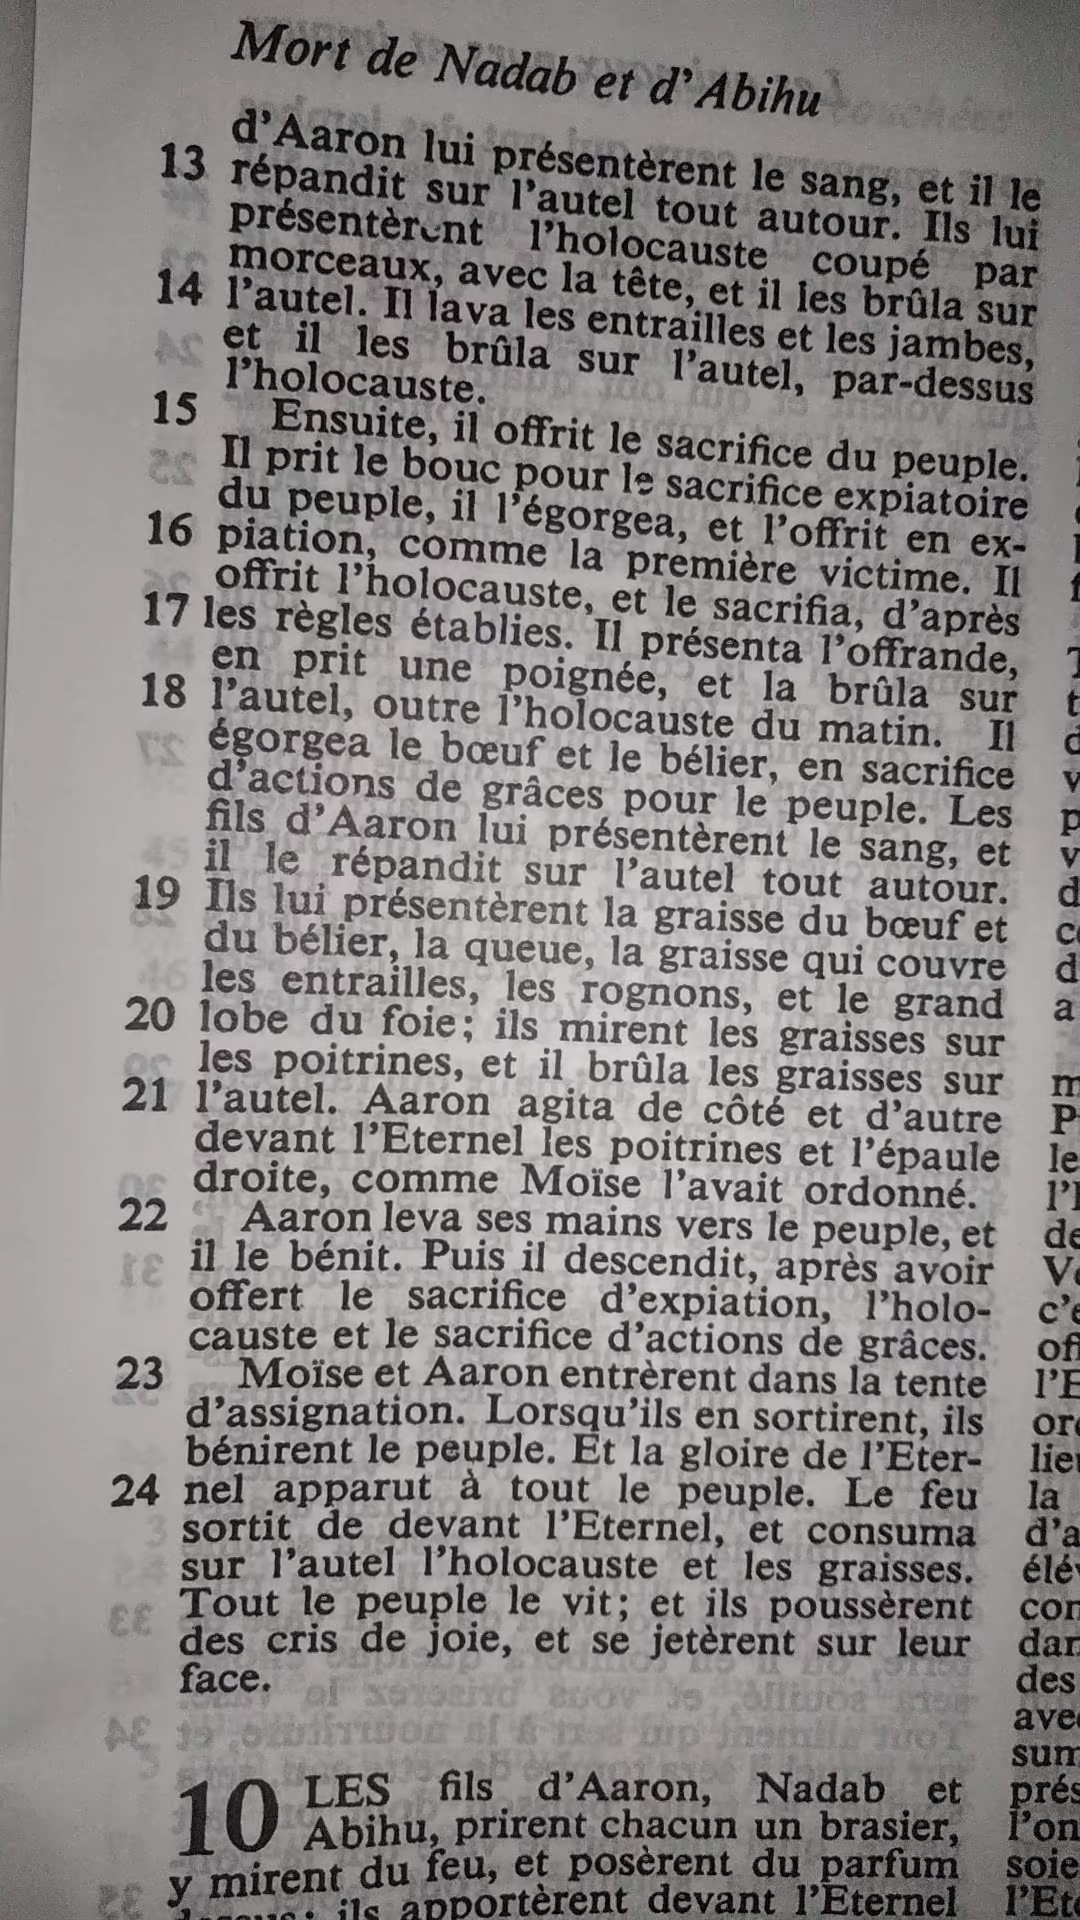 Mort de Nadab et d'Abihu
d'Aaron lui présentèrent le sang, et il le
13 répandit sur l'autel tout autour. Ils lui
présentèrent l'holocauste coupé par
morceaux, avec la tête, et il les brûla sur
14 l'autel. Il lava les entrailles et les jambes,
et il les brûla sur l'autel, par-dessus
l'holocauste.
15 Ensuite, il offrit le sacrifice du peuple.
Il prit le bouc pour le sacrifice expiatoire
du peuple, il l'égorgea, et l'offrit en ex-
16 piation, comme la première victime. Il
offrit l'holocauste, et le sacrifia, d'après
17 les règles établies. Il présenta l'offrande,
en prit une poignée, et la brûla sur
18 l'autel, outre l'holocauste du matin. Il
égorgea le bœuf et le bélier, en sacrifice
d'actions de grâces pour le peuple. Les
fils d'Aaron lui présentèrent le sang, et
il le répandit sur l'autel tout autour.
19 Ils lui présentèrent la graisse du bœuf et
du bélier, la queue, la graisse qui couvre
les entrailles, les rognons, et le grand
20 lobe du foie; ils mirent les graisses sur
les poitrines, et il brûla les graisses sur
21 l'autel. Aaron agita de côté et d'autre
devant l'Eternel les poitrines et l'épaule
droite, comme Moïse l'avait ordonné.
22 Aaron leva ses mains vers le peuple, et
il le bénit. Puis il descendit, après avoir
offert le sacrifice d'expiation, l'holo-
causte et le sacrifice d'actions de grâces.
23 Moïse et Aaron entrèrent dans la tente
d'assignation. Lorsqu'ils en sortirent, ils
bénirent le peuple. Et la gloire de l'Eter-
24 nel apparut à tout le peuple. Le feu
sortit de devant l'Eternel, et consuma
sur l'autel l'holocauste et les graisses.
Tout le peuple le vit; et ils poussèrent
des cris de joie, et se jetèrent sur leur
face.
10 LES fils d'Aaron, Nadab et
Abihu, prirent chacun un brasier,
y mirent du feu, et posèrent du parfum
ils apportèrent devant l'Eternel